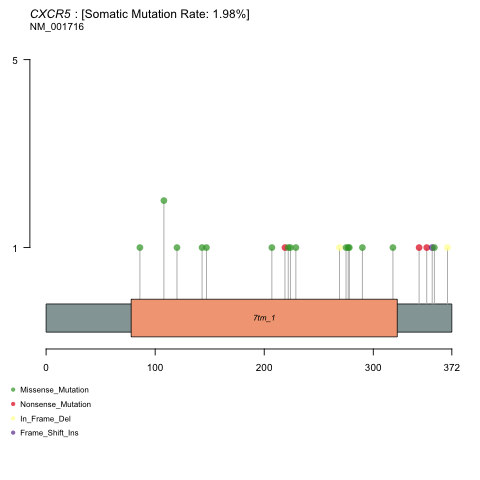 CXCR5 : [Somatic Mutation Rate: 1.98%]
NM_001716
5
1
7tm_1
0 100 200 300 372
Missense_Mutation
Nonsense_Mutation
In_Frame_Del
Frame_Shift_Ins